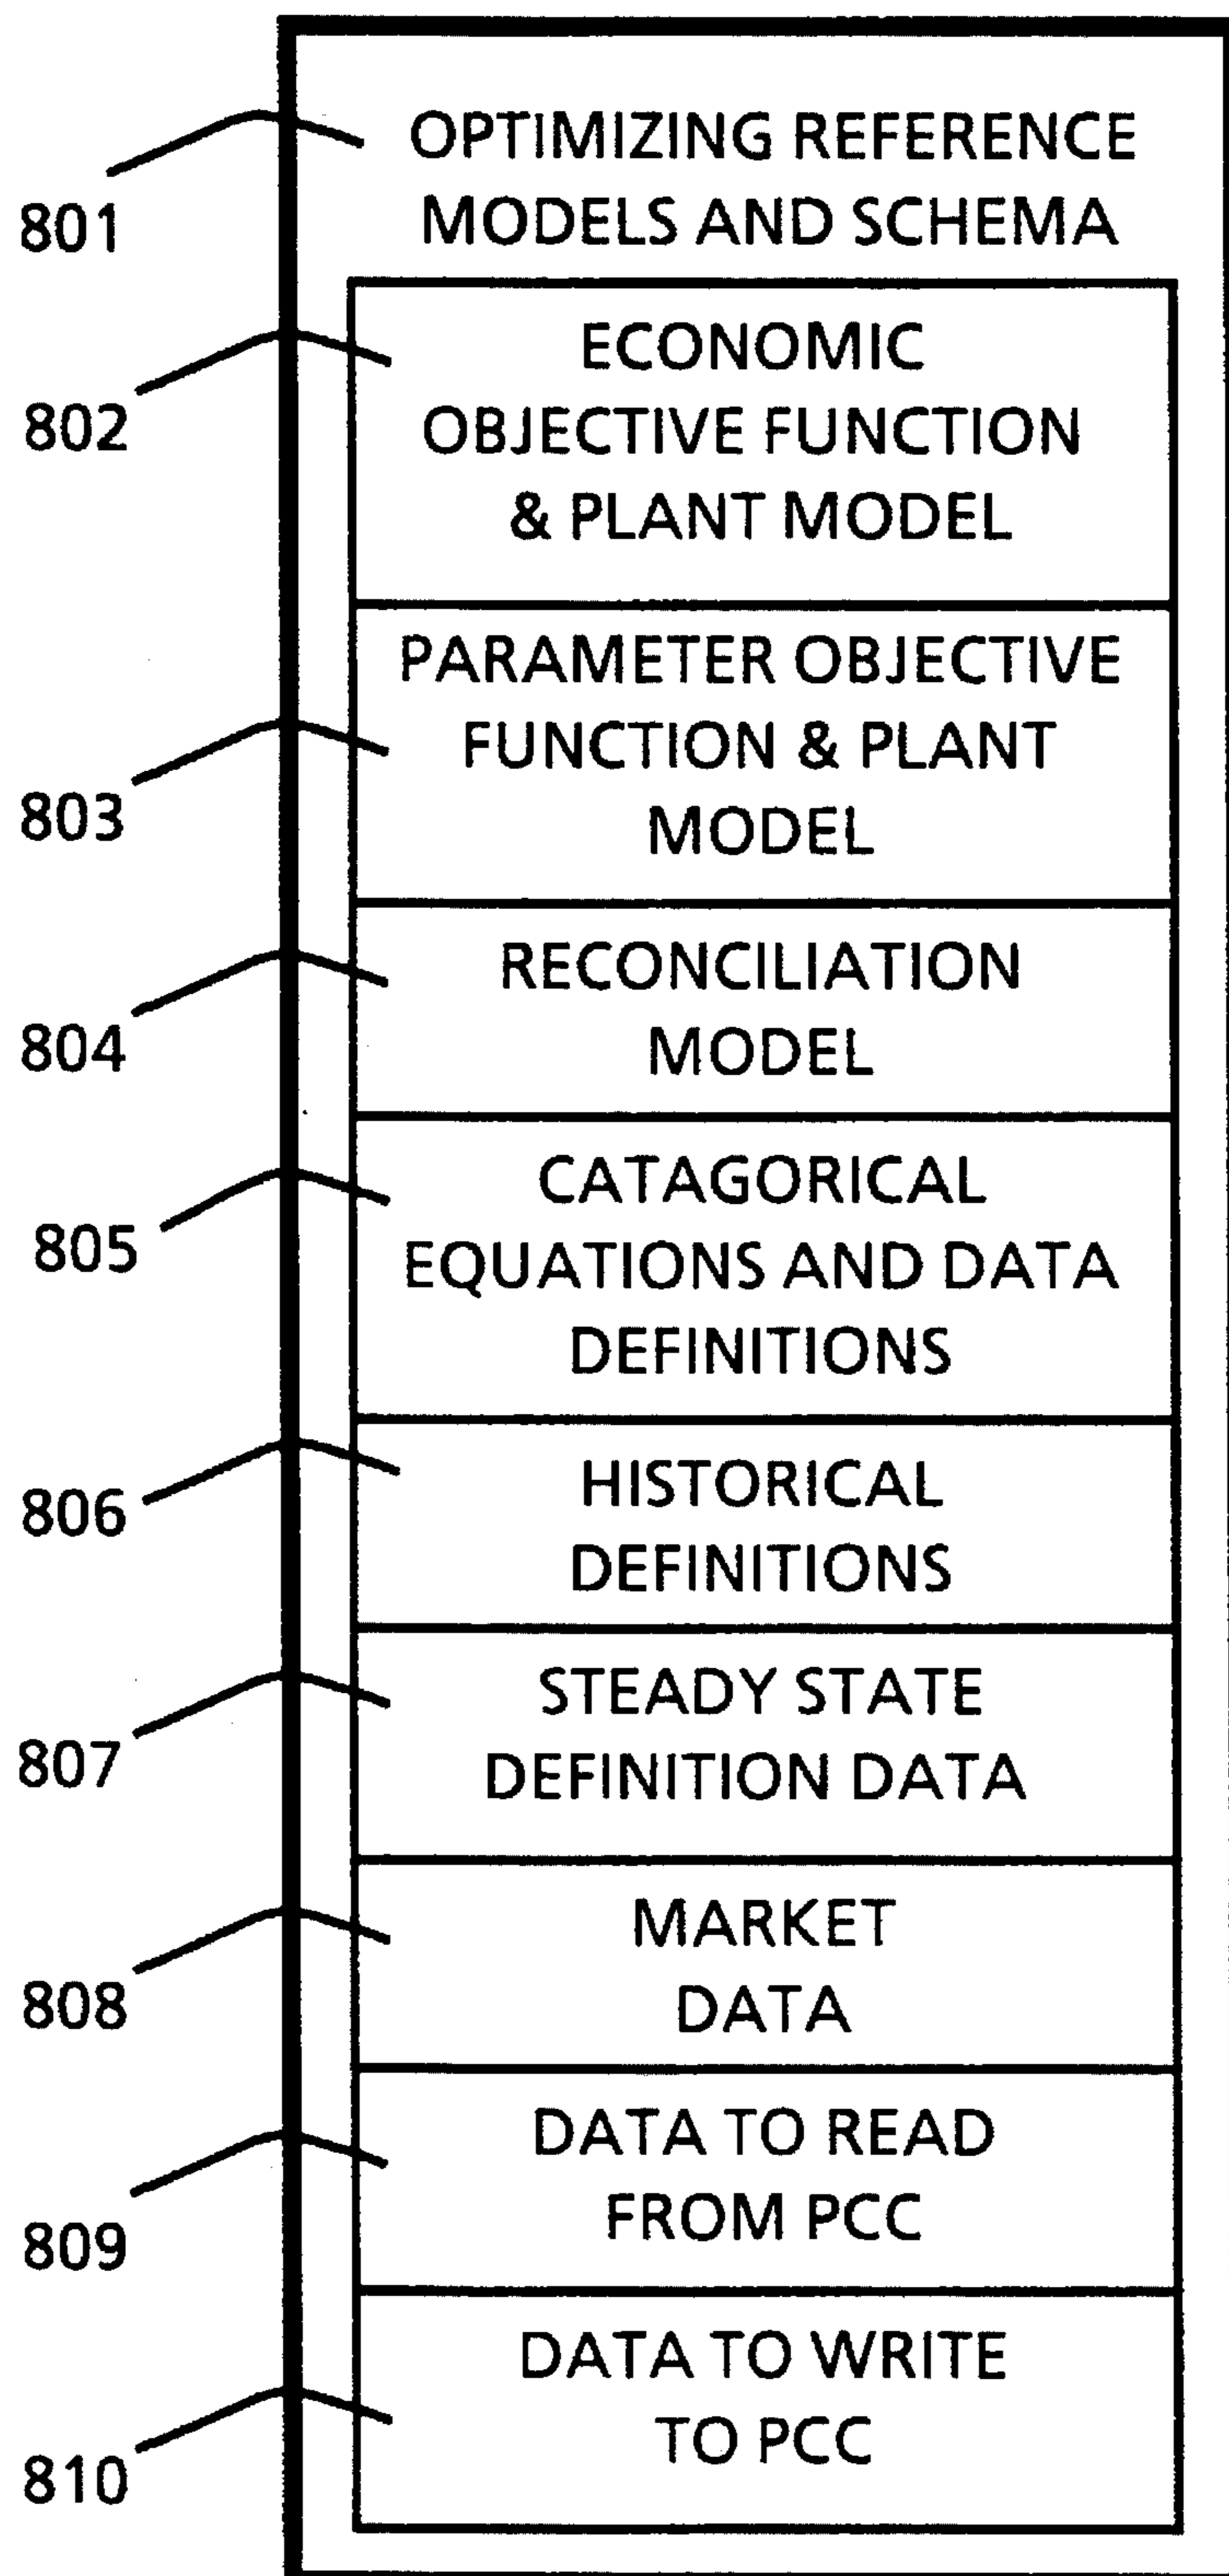 801
OPTIMIZING REFERENCE
MODELS AND SCHEMA
802
ECONOMIC
OBJECTIVE FUNCTION
& PLANT MODEL
803
PARAMETER OBJECTIVE
FUNCTION & PLANT
MODEL
804
RECONCILIATION
MODEL
805
CATAGORICAL
EQUATIONS AND DATA
DEFINITIONS
806
HISTORICAL
DEFINITIONS
807
STEADY STATE
DEFINITION DATA
808
MARKET
DATA
809
DATA TO READ
FROM PCC
810
DATA TO WRITE
TO PCC